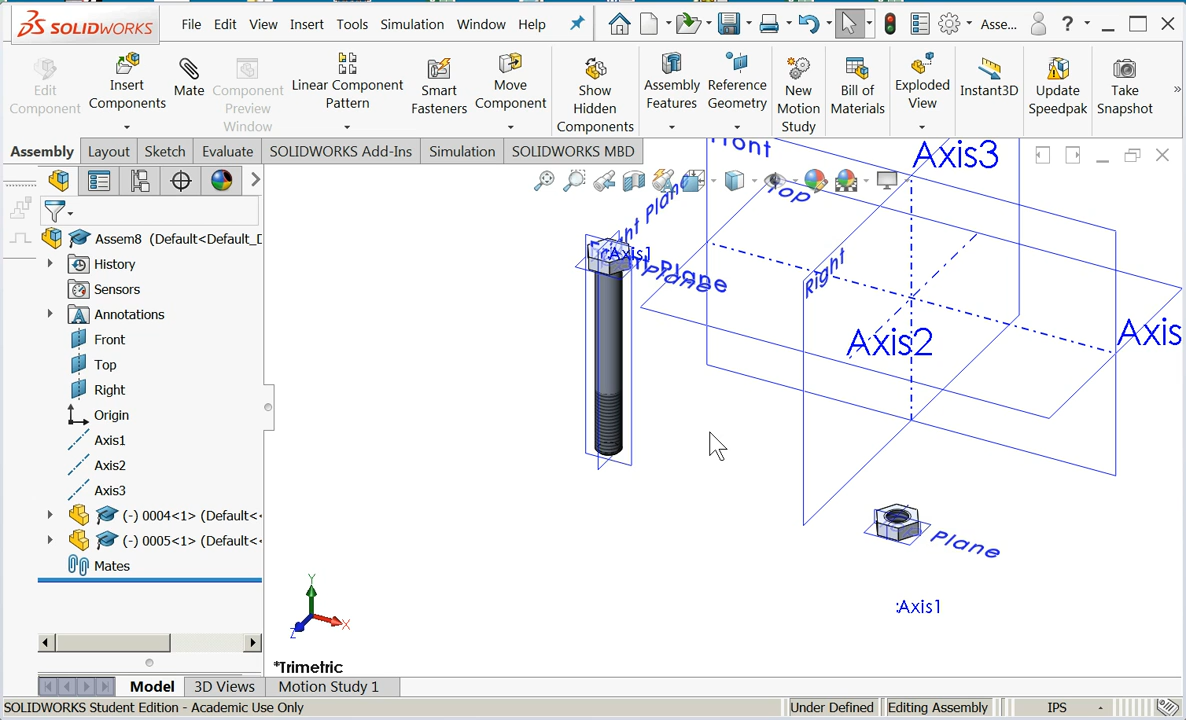 SOLIDWORKS
File Edit View Insert Tools Simulation Window Help
Asse...
?
Edit Component
Insert Components
Mate
Component Preview Window
Linear Component Pattern
Smart Fasteners
Move Component
Show Hidden Components
Assembly Features
Reference Geometry
New Motion Study
Bill of Materials
Exploded View
Instant3D
Update Speedpak
Take Snapshot
»
Assembly Layout Sketch Evaluate SOLIDWORKS Add-Ins Simulation SOLIDWORKS MBD
Front
Axis3
Top
Right
Axis1
Plane
Axis2
Axis
Plane
Axis1
Assem8 (Default<Default_D
History
Sensors
Annotations
Front
Top
Right
Origin
Axis1
Axis2
Axis3
(-) 0004<1> (Default<
(-) 0005<1> (Default<
Mates
Y
X
Z
*Trimetric
Model 3D Views Motion Study 1
SOLIDWORKS Student Edition - Academic Use Only
Under Defined Editing Assembly IPS